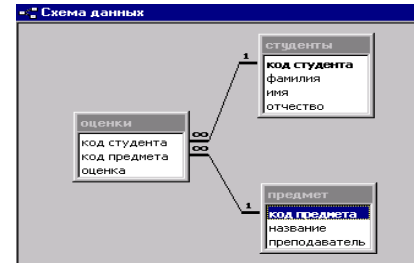 Схема данных
студенты
1
код студента
фамилия
имя
отчество
оценки
∞
код студента
∞
код предмета
оценка
предмет
1
код предмета
название
преподаватель